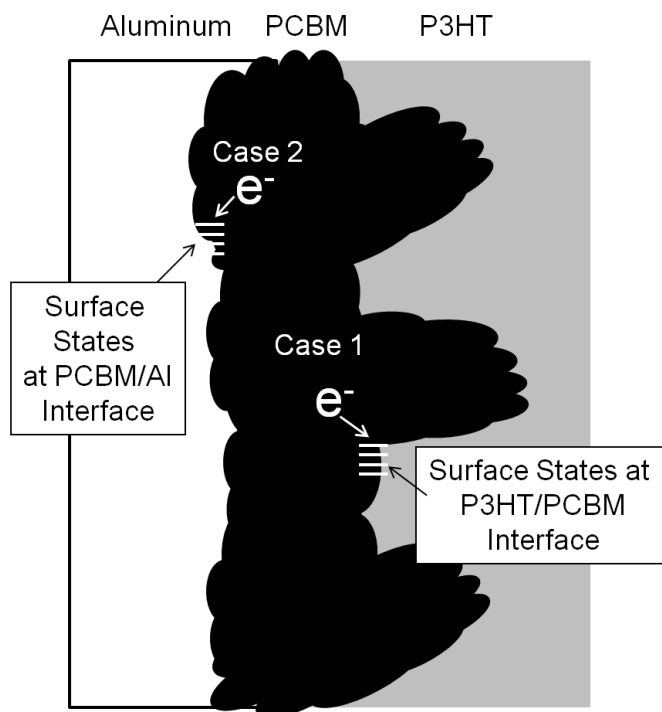 Aluminum PCBM P3HT
Case 2
e-
Surface
States
at PCBM/Al
Interface
Case 1
e-
Surface States at
P3HT/PCBM
Interface